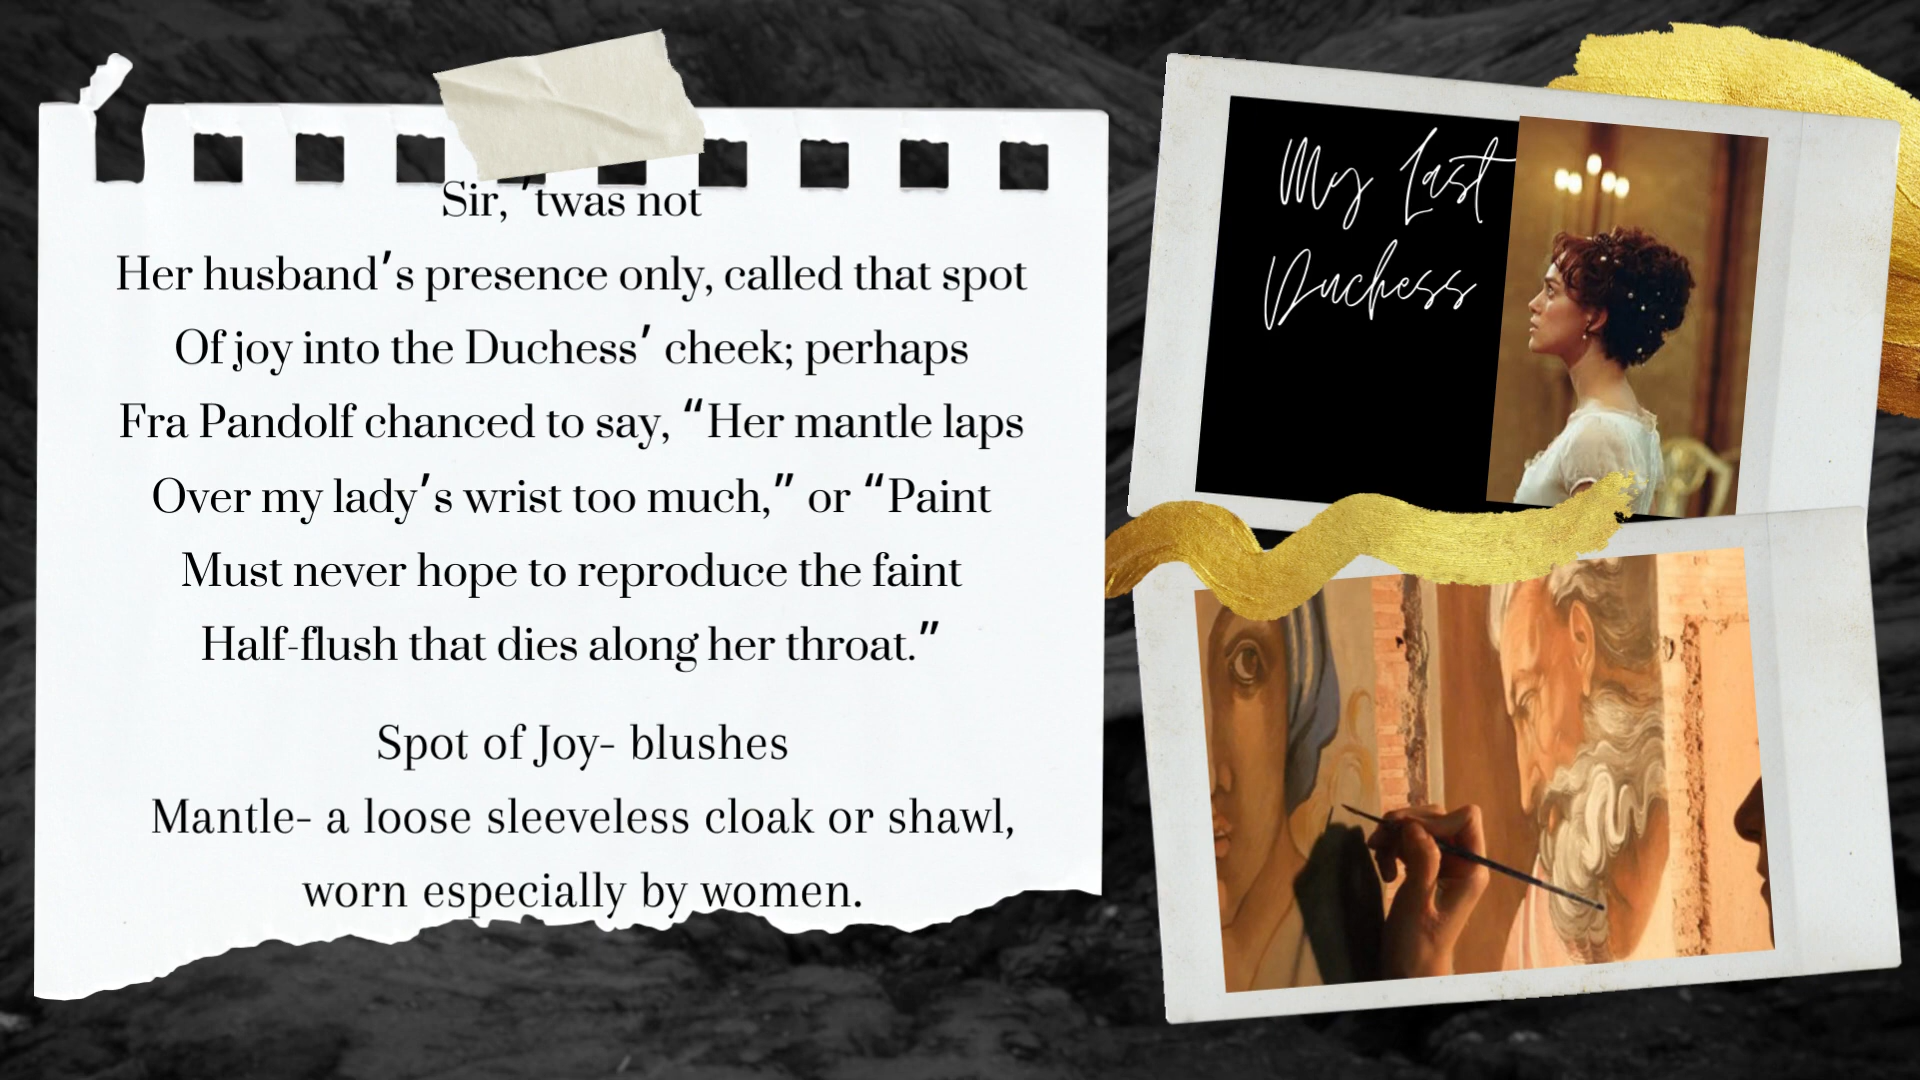 Sir, ’twas not
Her husband’s presence only, called that spot
Of joy into the Duchess’ cheek; perhaps
Fra Pandolf chanced to say, “Her mantle laps
Over my lady’s wrist too much,” or “Paint
Must never hope to reproduce the faint
Half-flush that dies along her throat.”
Spot of Joy- blushes
Mantle- a loose sleeveless cloak or shawl,
worn especially by women.
My Last
Duchess